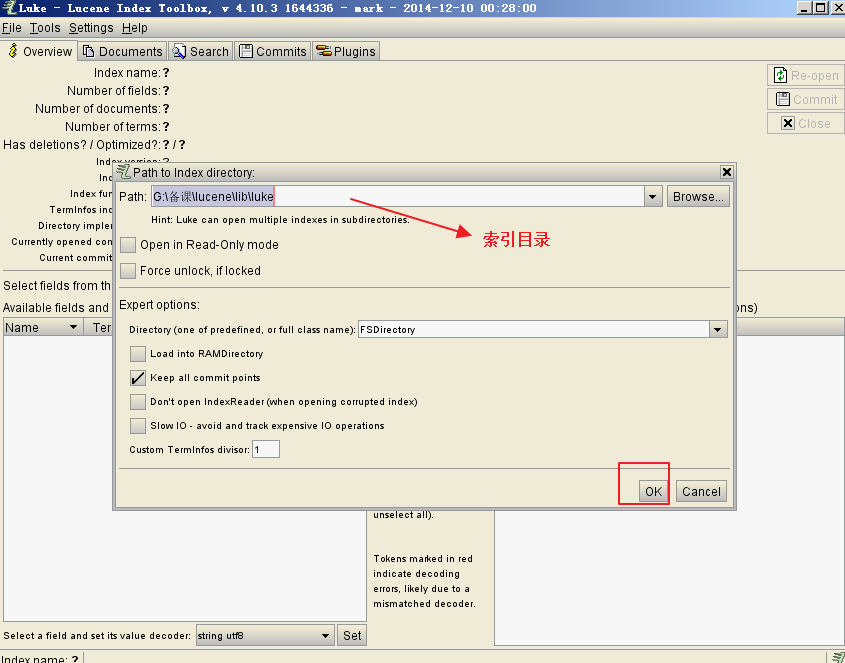 Luke - Lucene Index Toolbox, v 4.10.3 1644336 - mark - 2014-12-10 00:28:00
File Tools Settings Help
Overview Documents Search Commits Plugins
Index name: ?
Number of fields: ?
Number of documents: ?
Number of terms: ?
Has deletions? / Optimized?: ? / ?
Re-open
Commit
Close
Index version: ?
Path to Index directory:
Path: G:\备课\lucene\lib\luke Browse...
Hint: Luke can open multiple indexes in subdirectories.
索引目录
Open in Read-Only mode
Force unlock, if locked
Expert options:
Directory (one of predefined, or full class name): FSDirectory
Load into RAMDirectory
Keep all commit points
Don't open IndexReader (when opening corrupted index)
Slow IO - avoid and track expensive IO operations
Custom TermInfos divisor: 1
OK Cancel
Index fun
TermInfos ind
Directory implem
Currently opened com
Current commit
Select fields from th
Available fields and
ons)
Name Ter
unselect all).
Tokens marked in red
indicate decoding
errors, likely due to a
mismatched decoder.
Select a field and set its value decoder: string utf8 Set
Index name: ?